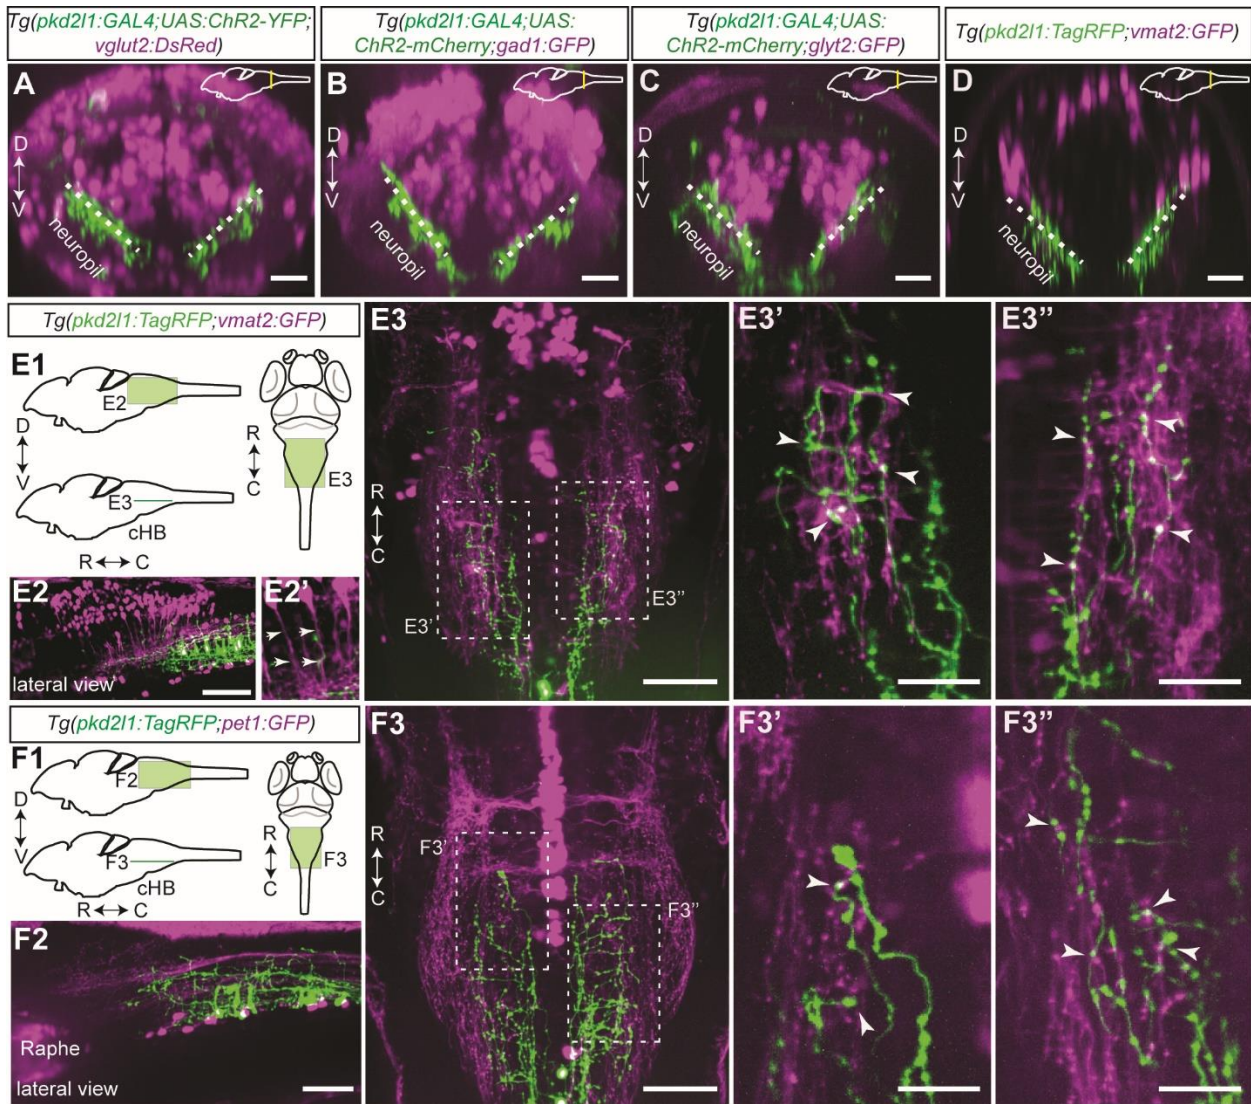 Tg(pkd2l1:GAL4;UAS:ChR2-YFP;
vglut2:DsRed)
Tg(pkd2l1:GAL4;UAS:
ChR2-mCherry;gad1:GFP)
Tg(pkd2l1:GAL4;UAS:
ChR2-mCherry;glyt2:GFP)
Tg(pkd2l1:TagRFP;vmat2:GFP)
A
D
V
neuropil
B
D
V
neuropil
C
D
V
neuropil
D
D
V
neuropil
Tg(pkd2l1:TagRFP;vmat2:GFP)
E1
E2
D
V
E3
cHB
R C
R
C
E3
E2
lateral view
E2'
E3
R
C
E3'
E3''
E3'
E3''
Tg(pkd2l1:TagRFP;pet1:GFP)
F1
F2
D
V
F3
cHB
R C
R
C
F3
F2
Raphe
lateral view
F3
R
C
F3'
F3''
F3'
F3''